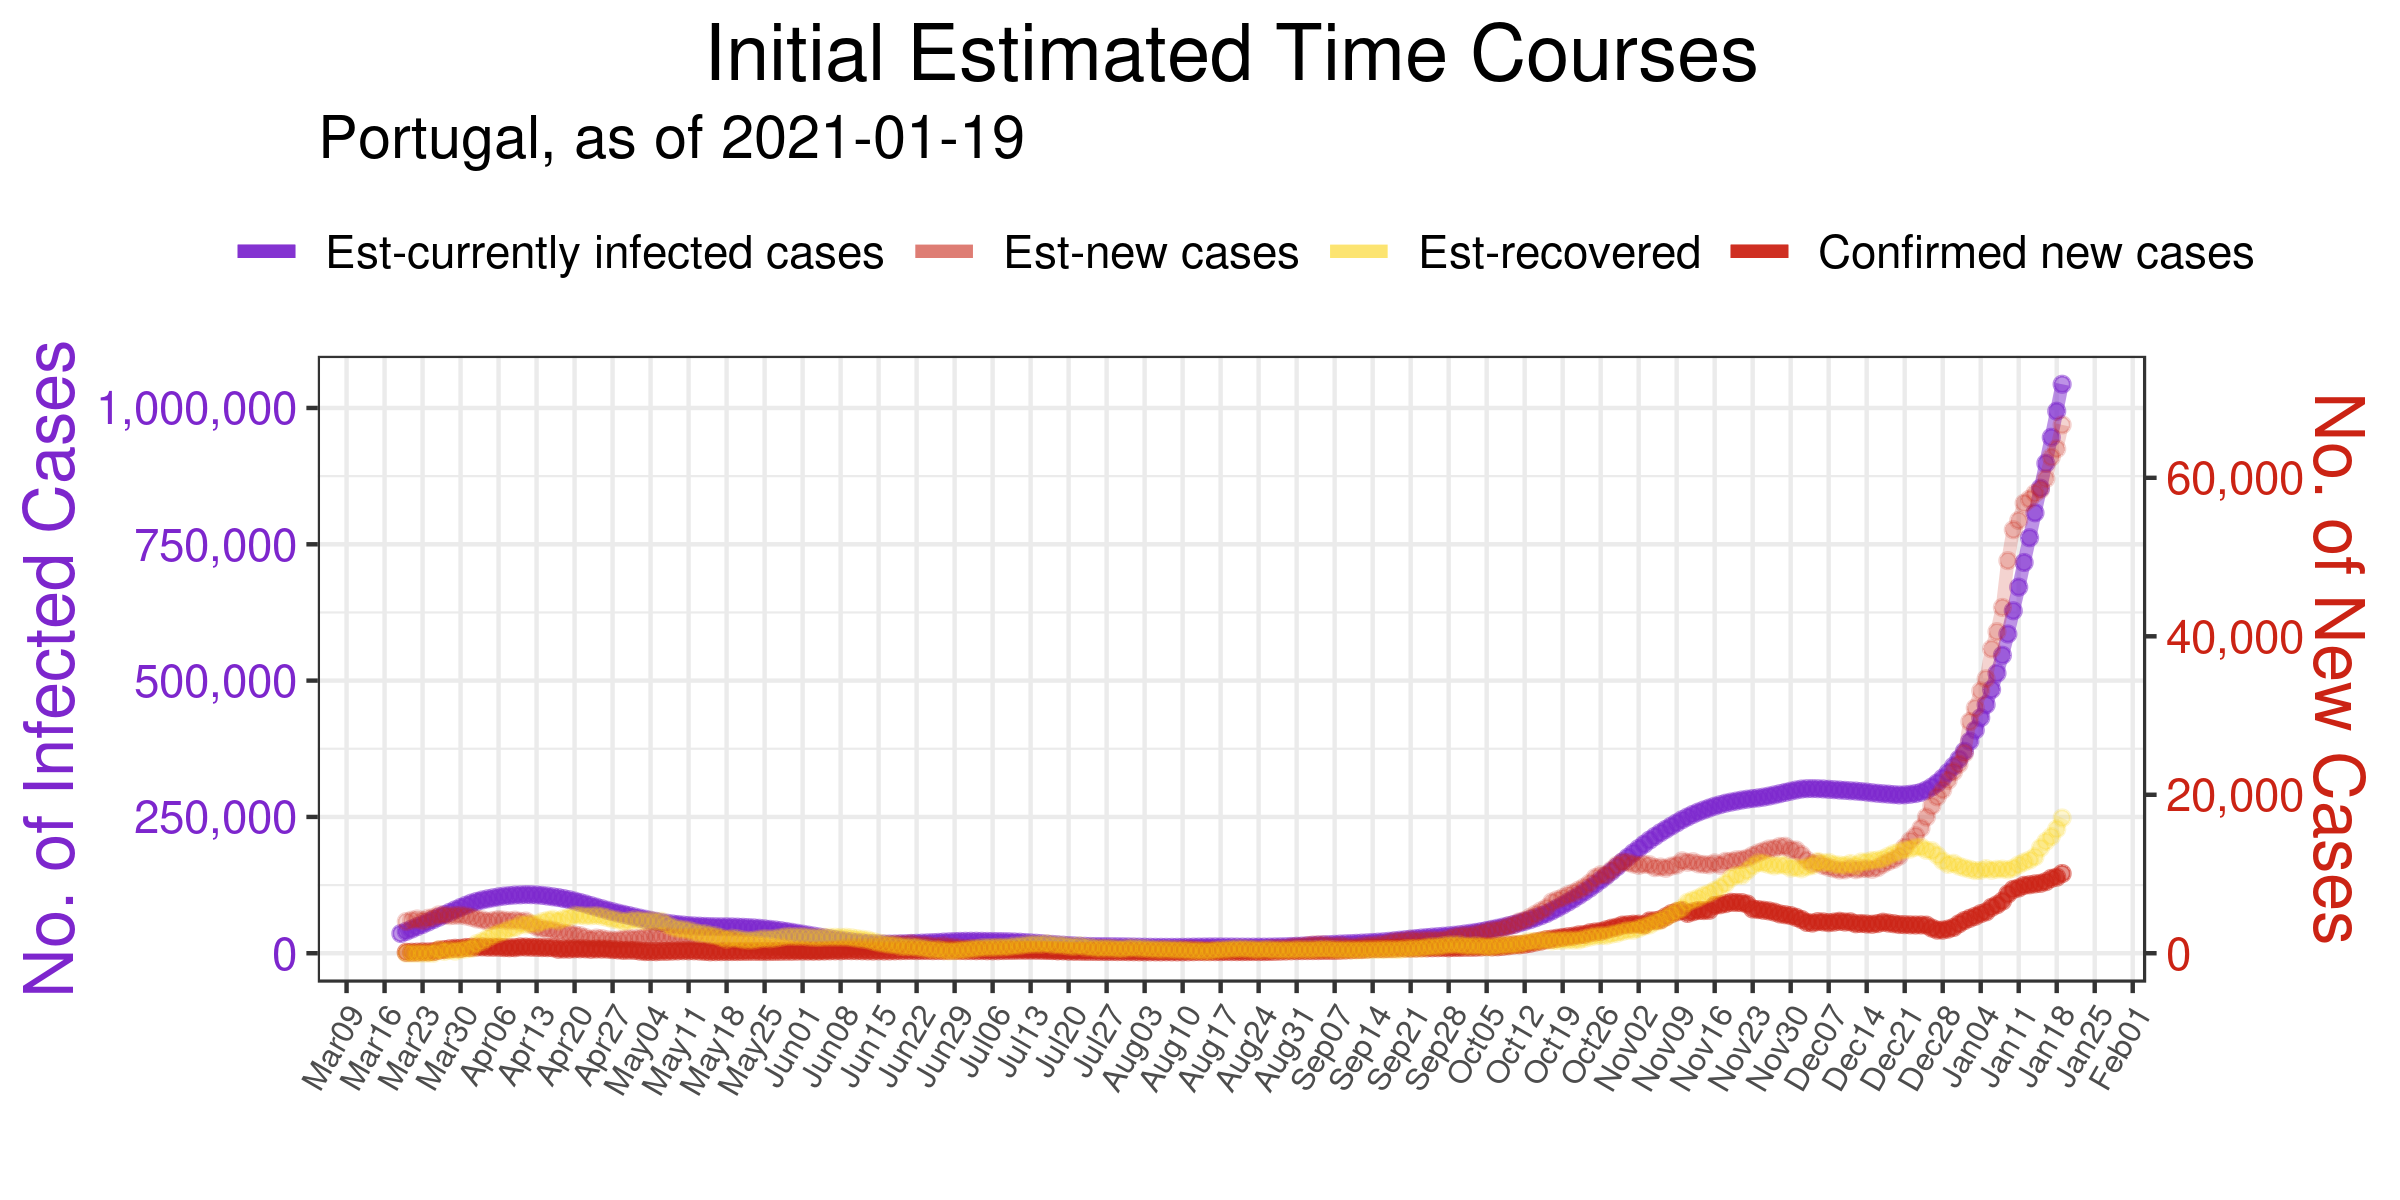 Initial Estimated Time Courses
Portugal, as of 2021-01-19
Est-currently infected cases Est-new cases Est-recovered Confirmed new cases
No. of Infected Cases
1,000,000
750,000
500,000
250,000
0
No. of New Cases
60,000
40,000
20,000
0
Mar09 Mar16 Mar23 Mar30 Apr06 Apr13 Apr20 Apr27 May04 May11 May18 May25 Jun01 Jun08 Jun15 Jun22 Jun29 Jul06 Jul13 Jul20 Jul27 Aug03 Aug10 Aug17 Aug24 Aug31 Sep07 Sep14 Sep21 Sep28 Oct05 Oct12 Oct19 Oct26 Nov02 Nov09 Nov16 Nov23 Nov30 Dec07 Dec14 Dec21 Dec28 Jan04 Jan11 Jan18 Jan25 Feb01